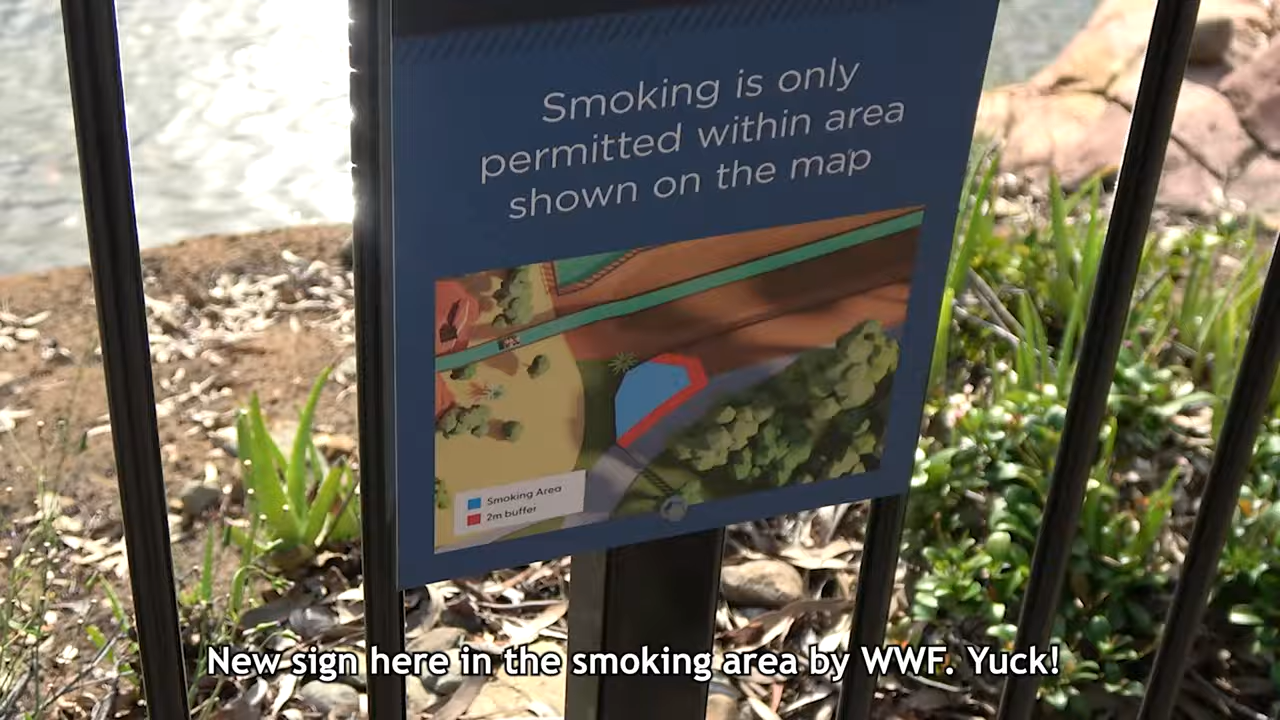 Smoking is only
permitted within area
shown on the map
Smoking Area
2m buffer
New sign here in the smoking area by WWF. Yuck!